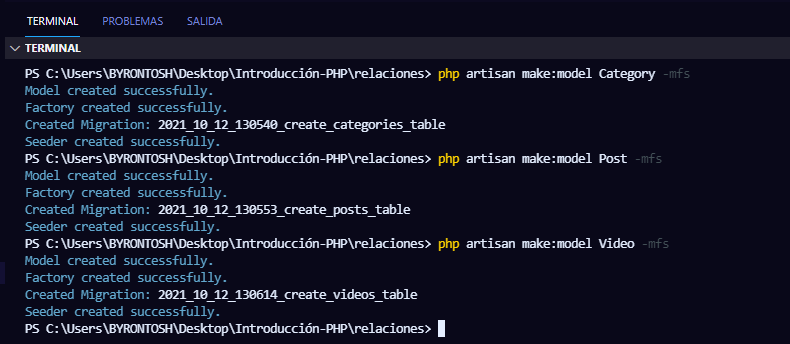 TERMINAL PROBLEMAS SALIDA
TERMINAL
PS C:\Users\BYRONTOSH\Desktop\Introducción-PHP\relaciones> php artisan make:model Category -mfs
Model created successfully.
Factory created successfully.
Created Migration: 2021_10_12_130540_create_categories_table
Seeder created successfully.
PS C:\Users\BYRONTOSH\Desktop\Introducción-PHP\relaciones> php artisan make:model Post -mfs
Model created successfully.
Factory created successfully.
Created Migration: 2021_10_12_130553_create_posts_table
Seeder created successfully.
PS C:\Users\BYRONTOSH\Desktop\Introducción-PHP\relaciones> php artisan make:model Video -mfs
Model created successfully.
Factory created successfully.
Created Migration: 2021_10_12_130614_create_videos_table
Seeder created successfully.
PS C:\Users\BYRONTOSH\Desktop\Introducción-PHP\relaciones>